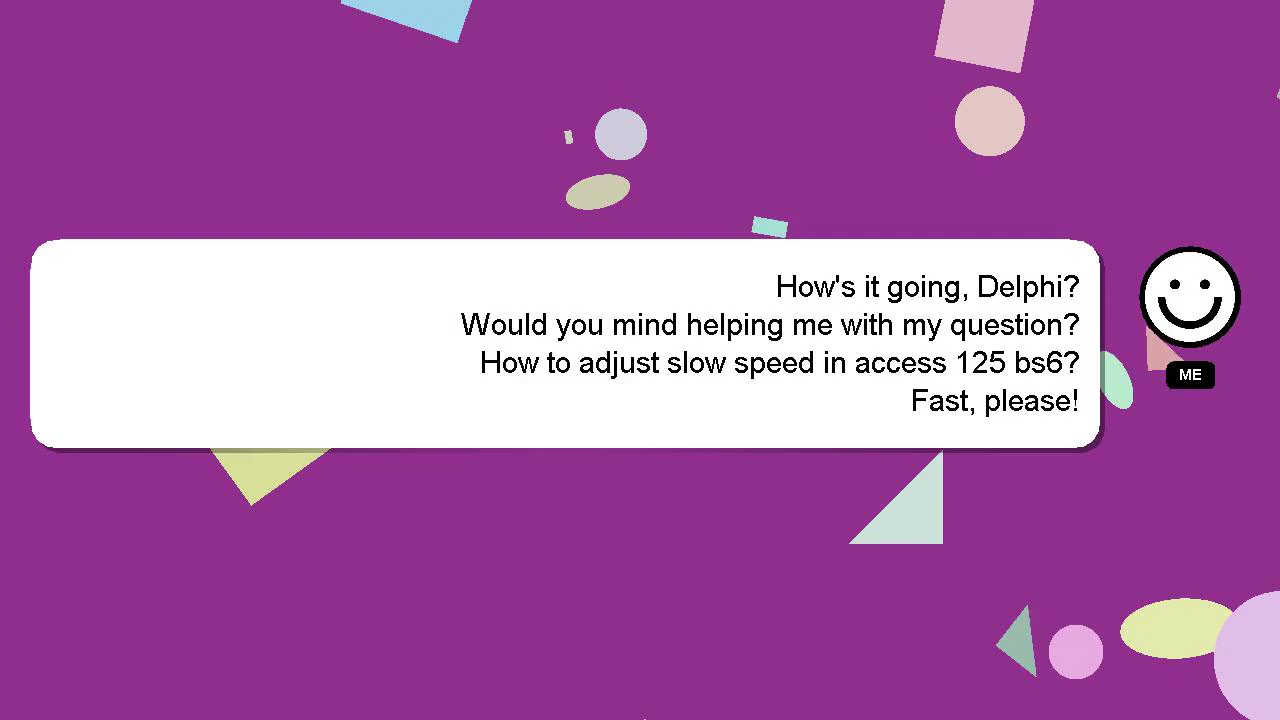 How's it going, Delphi?
Would you mind helping me with my question?
How to adjust slow speed in access 125 bs6?
Fast, please!
ME